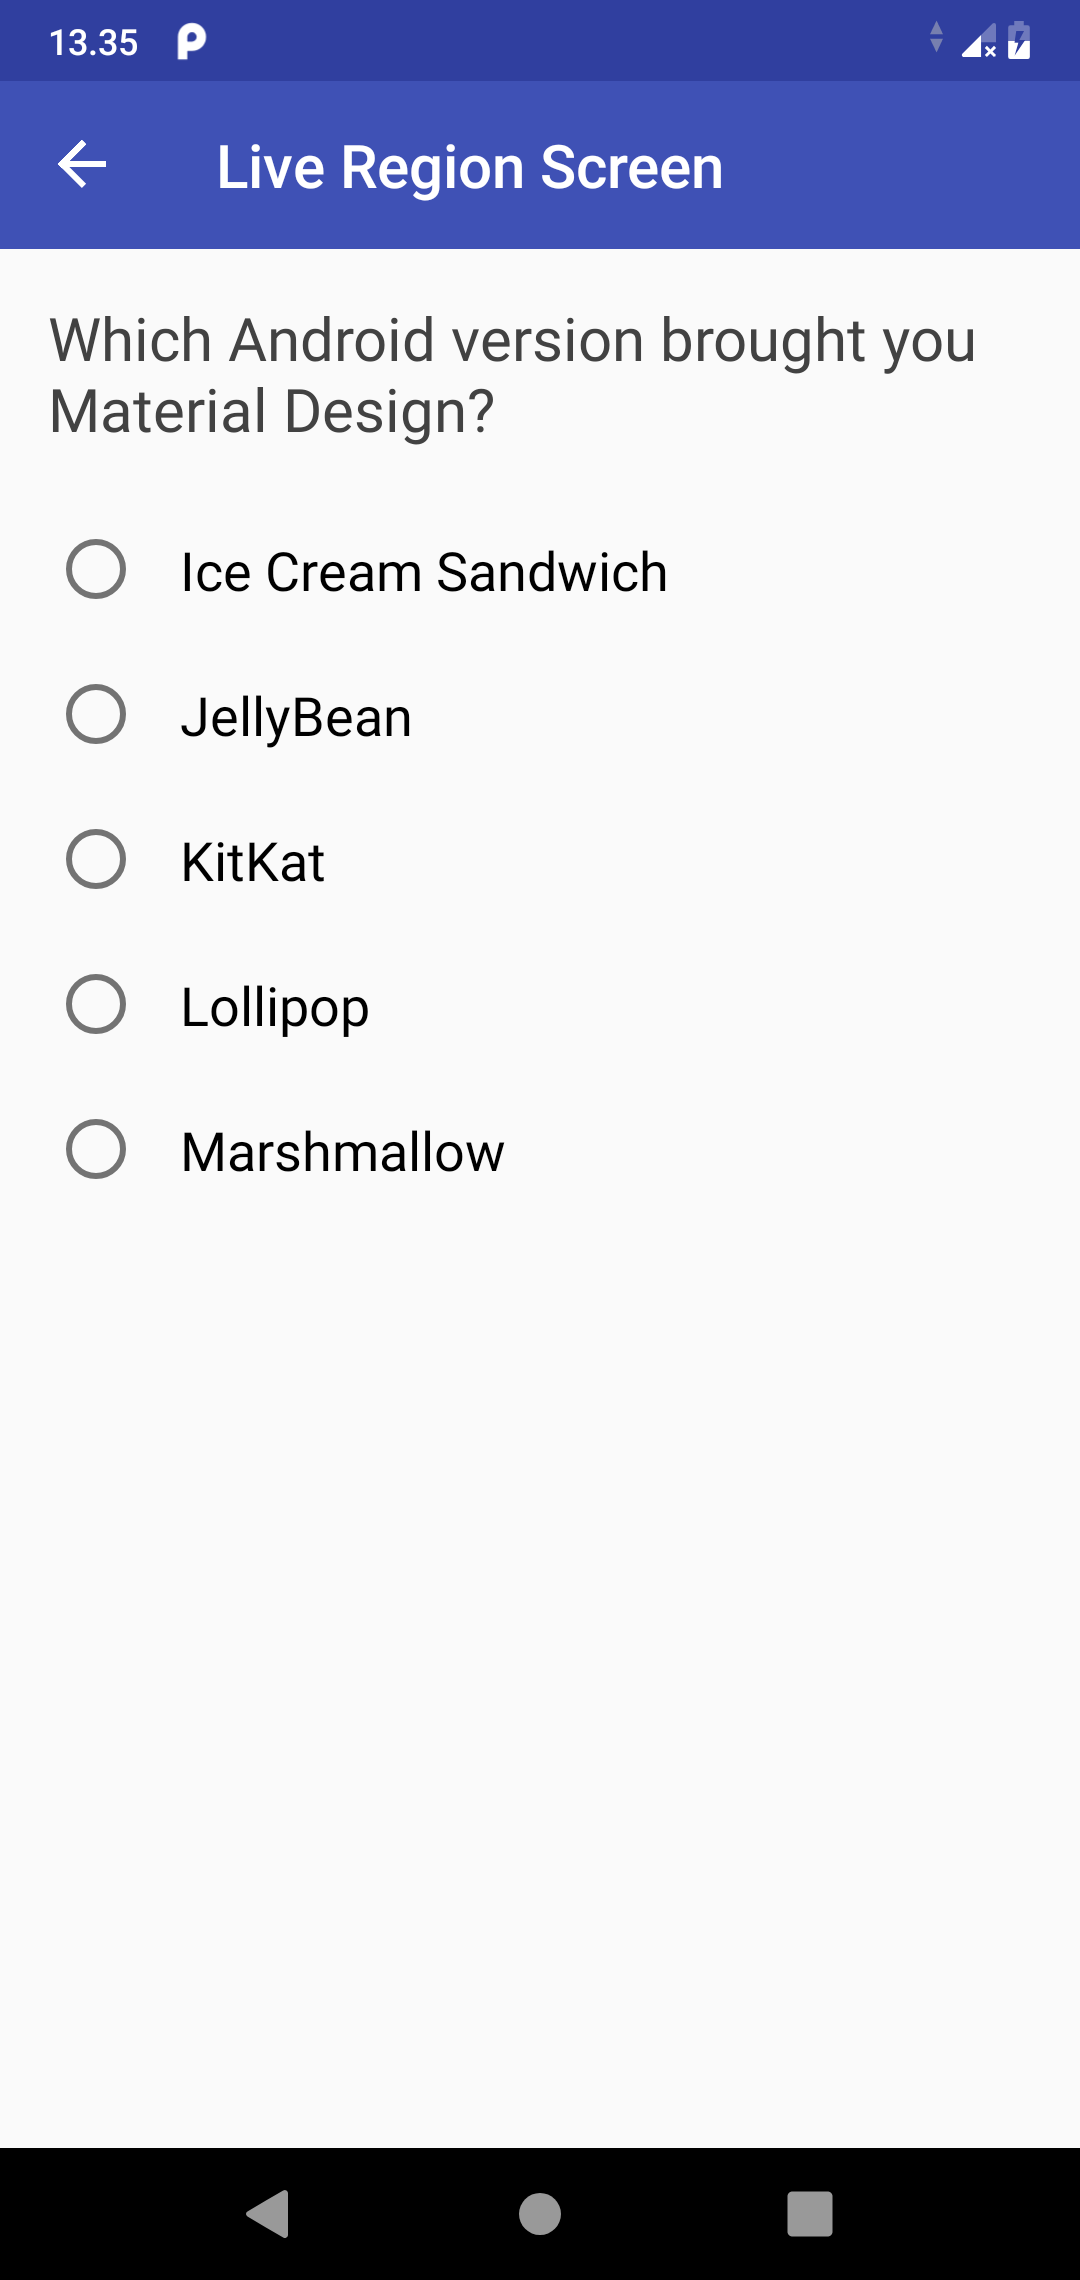 13.35
Live Region Screen
Which Android version brought you
Material Design?
Ice Cream Sandwich
JellyBean
KitKat
Lollipop
Marshmallow